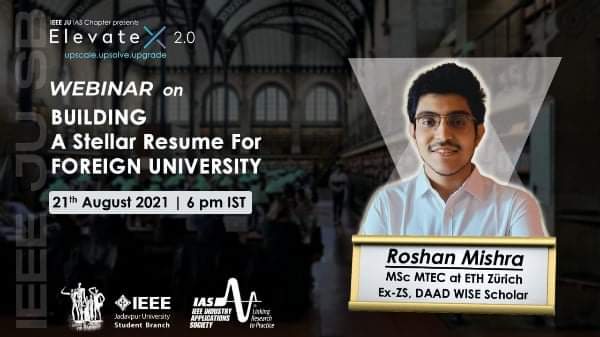 IEEE JU SB
IEEE JU IAS Chapter presents
ElevateX 2.0
upscale.upsolve.upgrade
WEBINAR on
BUILDING
A Stellar Resume For
FOREIGN UNIVERSITY
21th August 2021 | 6 pm IST
Roshan Mishra
MSc MTEC at ETH Zürich
Ex-ZS, DAAD WISE Scholar
IEEE
Jadavpur University
Student Branch
IAS
IEEE INDUSTRY
APPLICATIONS
SOCIETY
Linking
Research
to Practice